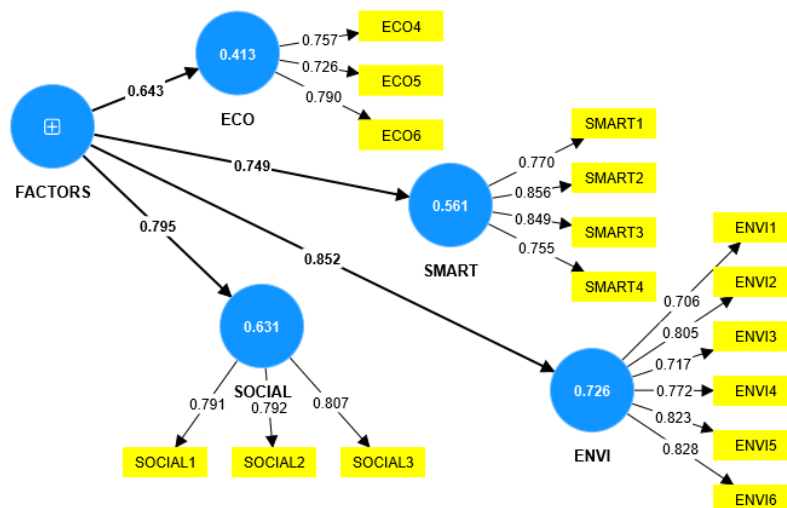 ECO4
0.757
0.413
0.726
ECO5
0.643
0.790
ECO
ECO6
SMART1
FACTORS
0.770
0.749
SMART2
0.856
0.561
0.849
SMART3
0.795
0.755
ENVI1
SMART
SMART4
0.852
ENVI2
0.706
0.631
0.805
ENVI3
0.717
SOCIAL
0.726
0.772
ENVI4
0.791
0.792
0.807
0.823
ENVI5
0.828
SOCIAL1
SOCIAL2
SOCIAL3
ENVI
ENVI6